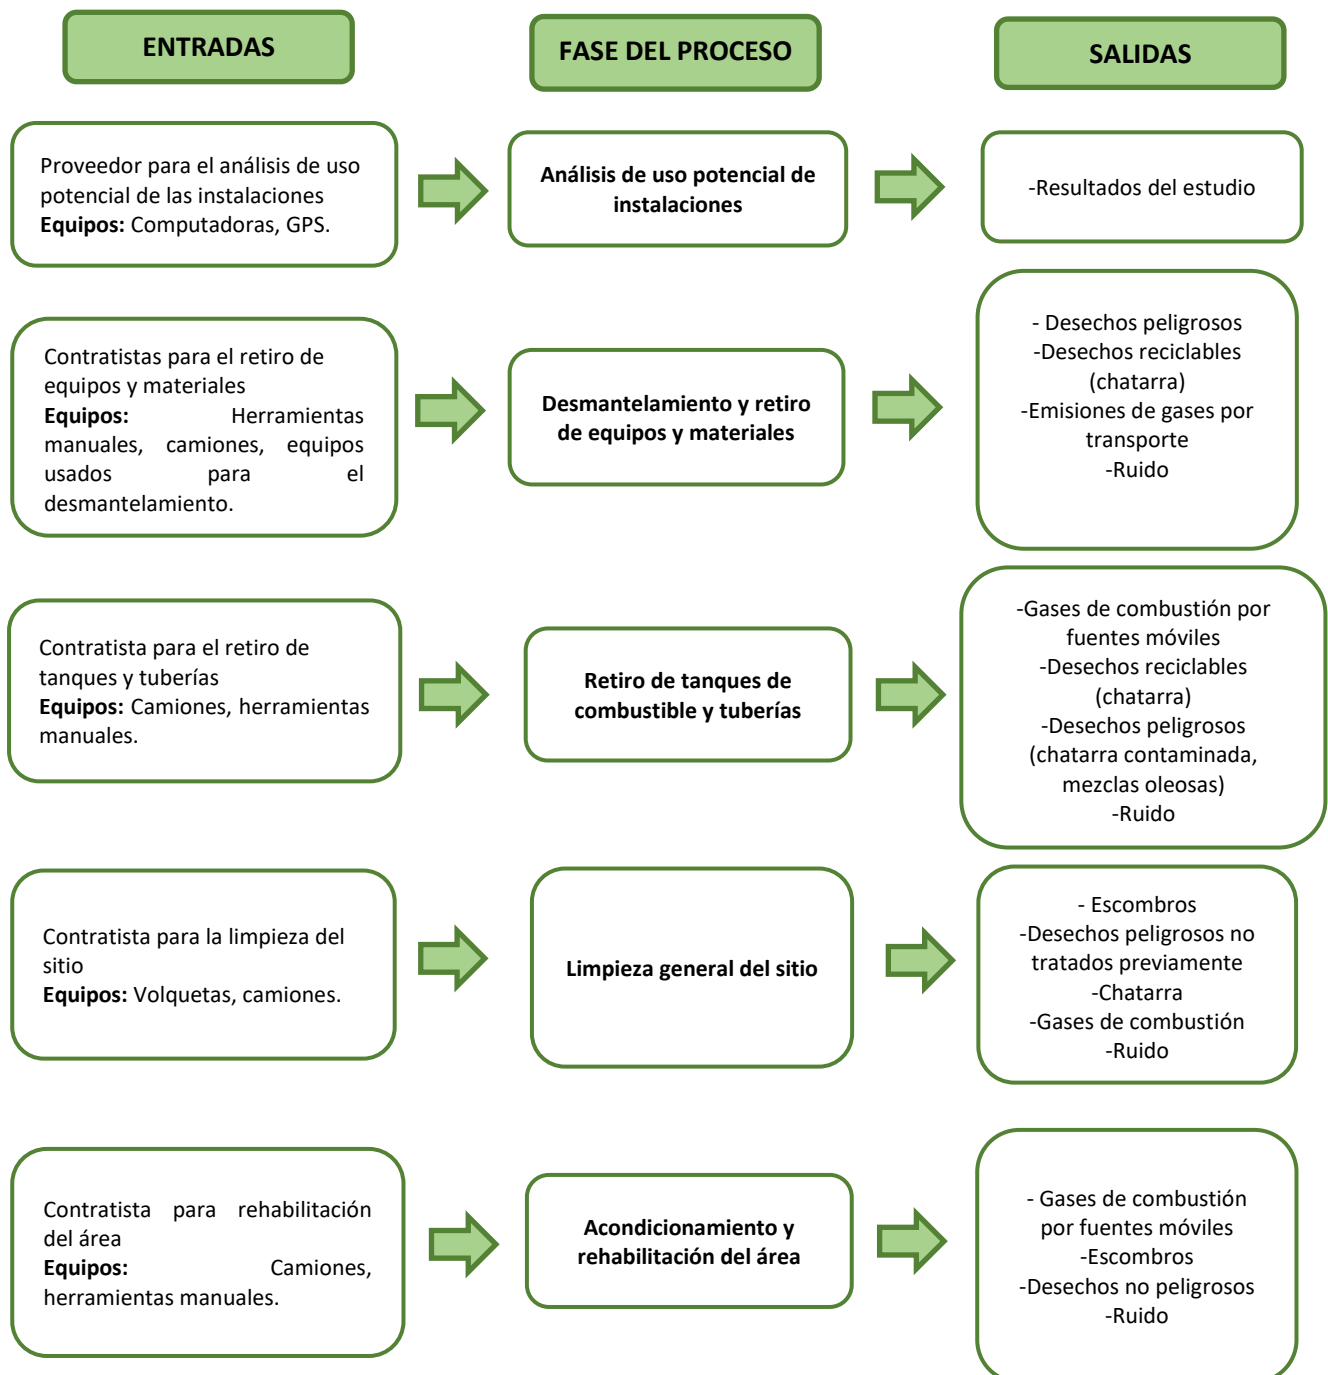 ENTRADAS
FASE DEL PROCESO
SALIDAS
Proveedor para el análisis de uso
potencial de las instalaciones
Equipos: Computadoras, GPS.
Análisis de uso potencial de
instalaciones
-Resultados del estudio
Contratistas para el retiro de
equipos y materiales
Equipos: Herramientas
manuales, camiones, equipos
usados para el
desmantelamiento.
Desmantelamiento y retiro
de equipos y materiales
- Desechos peligrosos
-Desechos reciclables
(chatarra)
-Emisiones de gases por
transporte
-Ruido
Contratista para el retiro de
tanques y tuberías
Equipos: Camiones, herramientas
manuales.
Retiro de tanques de
combustible y tuberías
-Gases de combustión por
fuentes móviles
-Desechos reciclables
(chatarra)
-Desechos peligrosos
(chatarra contaminada,
mezclas oleosas)
-Ruido
Contratista para la limpieza del
sitio
Equipos: Volquetas, camiones.
Limpieza general del sitio
- Escombros
-Desechos peligrosos no
tratados previamente
-Chatarra
-Gases de combustión
-Ruido
Contratista para rehabilitación
del área
Equipos: Camiones,
herramientas manuales.
Acondicionamiento y
rehabilitación del área
- Gases de combustión
por fuentes móviles
-Escombros
-Desechos no peligrosos
-Ruido